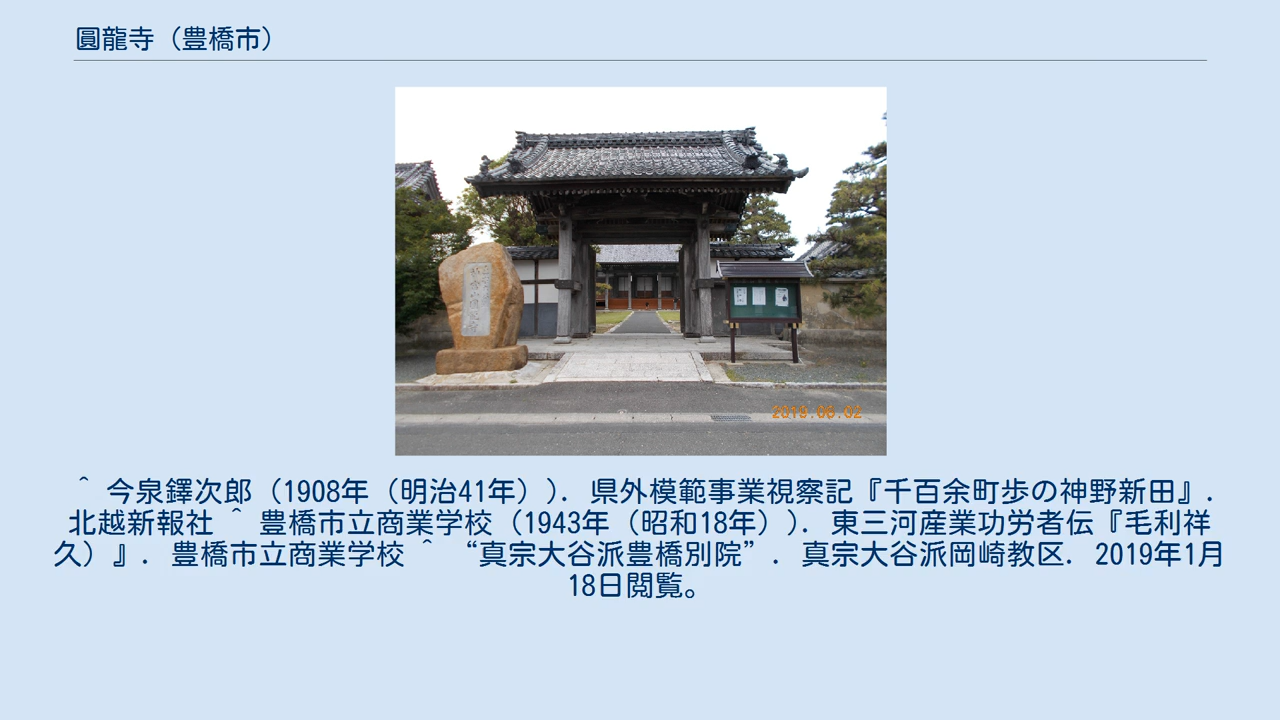 圓龍寺（豊橋市）
2019.06.02
^ 今泉鐸次郎（1908年（明治41年））．県外模範事業視察記『千百余町歩の神野新田』．
北越新報社 ^ 豊橋市立商業学校（1943年（昭和18年））．東三河産業功労者伝『毛利祥
久）』．豊橋市立商業学校 ^ “真宗大谷派豊橋別院”．真宗大谷派岡崎教区．2019年1月
18日閲覧。